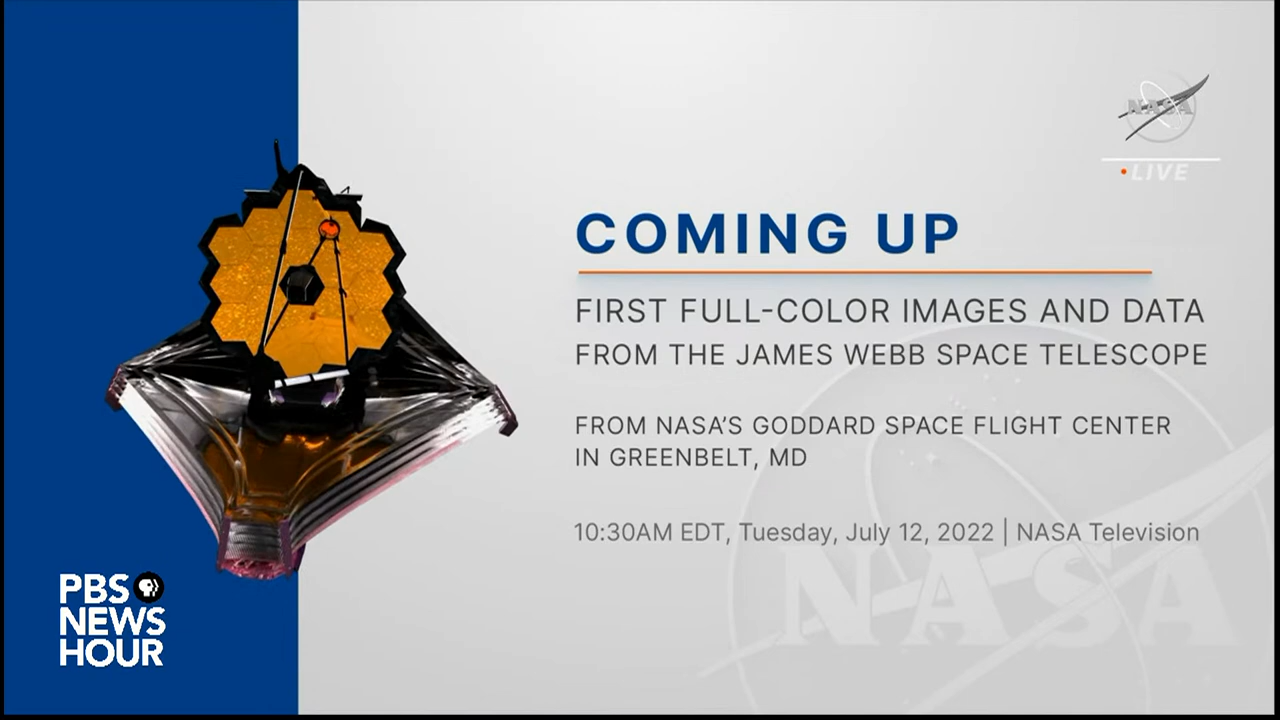 NASA
LIVE
COMING UP
FIRST FULL-COLOR IMAGES AND DATA
FROM THE JAMES WEBB SPACE TELESCOPE
FROM NASA'S GODDARD SPACE FLIGHT CENTER
IN GREENBELT, MD
10:30AM EDT, Tuesday, July 12, 2022 | NASA Television
NASA
PBS
NEWS
HOUR